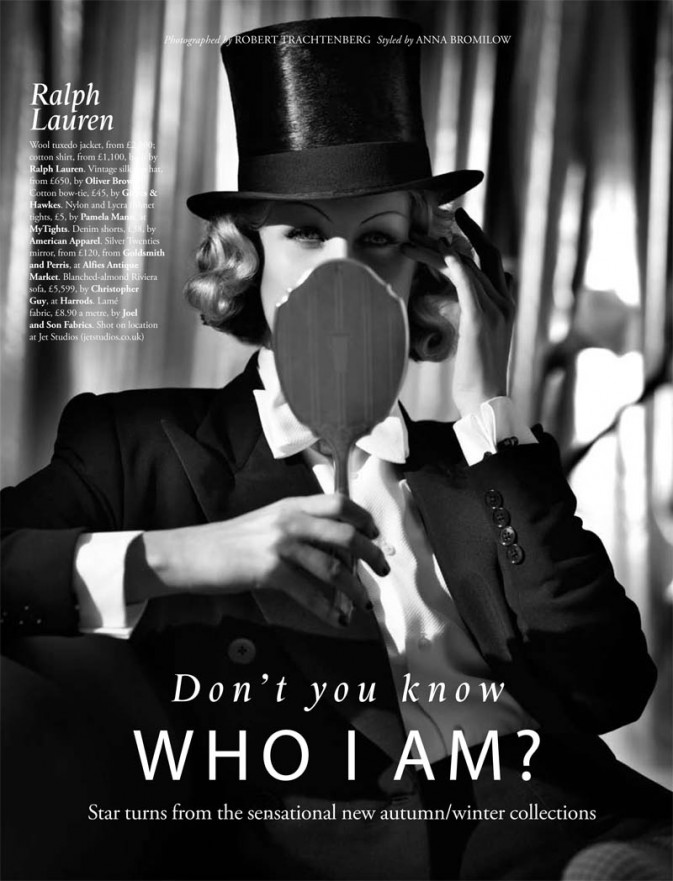 Photographed by ROBERT TRACHTENBERG Styled by ANNA BROMILOW
Ralph
Lauren
Wool tuxedo jacket, from
cotton shirt, from £1,100, by
Ralph Lauren. Vintage silk hat,
from £650, by Oliver
Cotton bow-tie, £45, by &
Hawkes. Nylon and Lycra
tights, £5, by Pamela at
MyTights. Denim shorts, by
American Apparel. Silver Twenties
mirror, from £120, from Goldsmith
and Perris, at Alfies Antique
Market. Blanched-almond Riviera
sofa, £5,599, by Christopher
Guy, at Harrods. Lamé
fabric, £8.90 a metre, by Joel
and Son Fabrics. Shot on location
at Jet Studios (jetstudios.co.uk)
Don't you know
WHO I AM?
Star turns from the sensational new autumn/winter collections